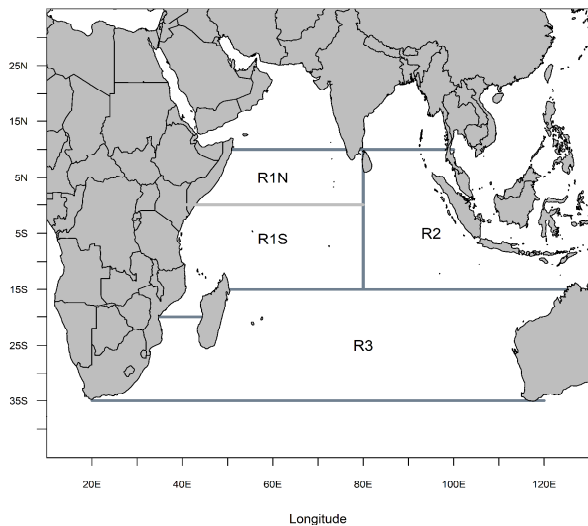 25N
15N
5N
R1N
5S
R1S
R2
15S
25S
R3
35S
20E 40E 60E 80E 100E 120E
Longitude